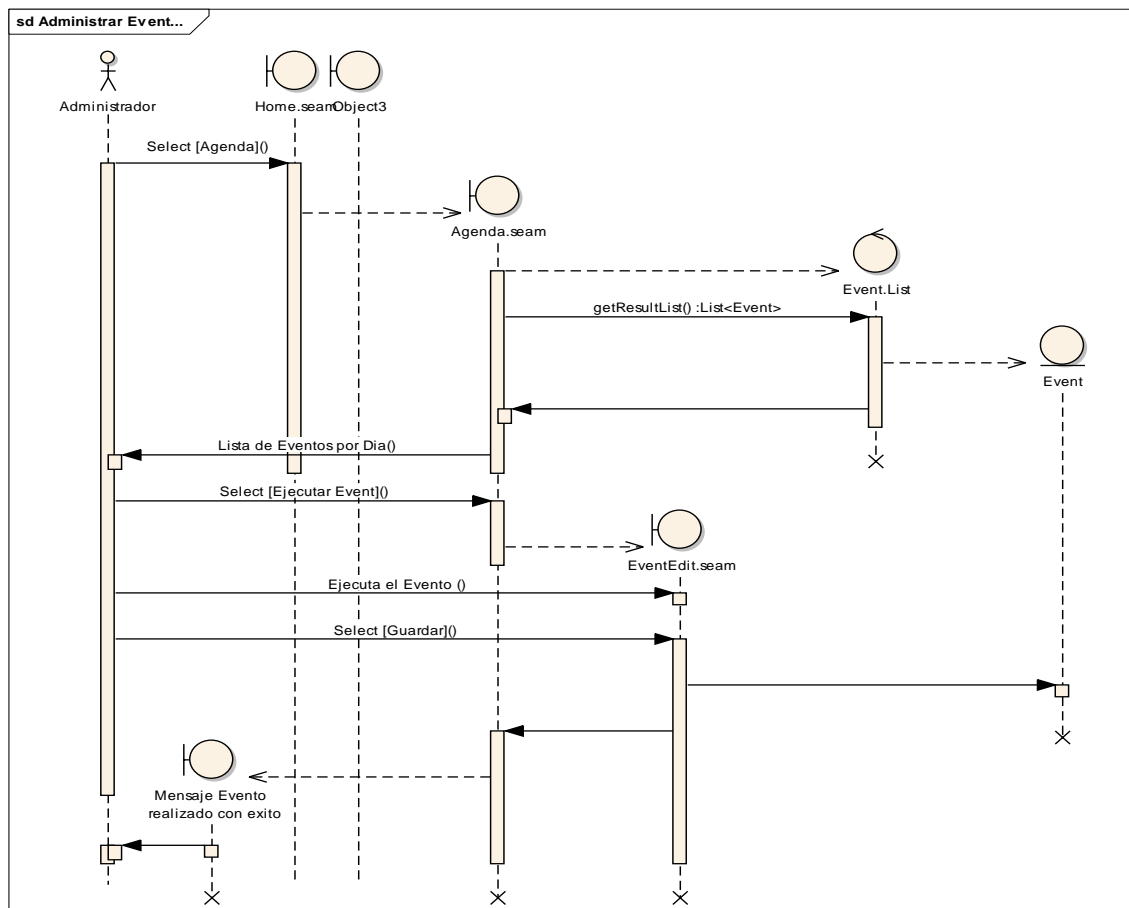 sd Administrar Event...
Administrador
Home.seam
Object3
Select [Agenda]()
Agenda.seam
Event.List
getResultList() :List<Event>
Event
Lista de Eventos por Dia()
Select [Ejecutar Event]()
EventEdit.seam
Ejecuta el Evento ()
Select [Guardar]()
Mensaje Evento
realizado con exito